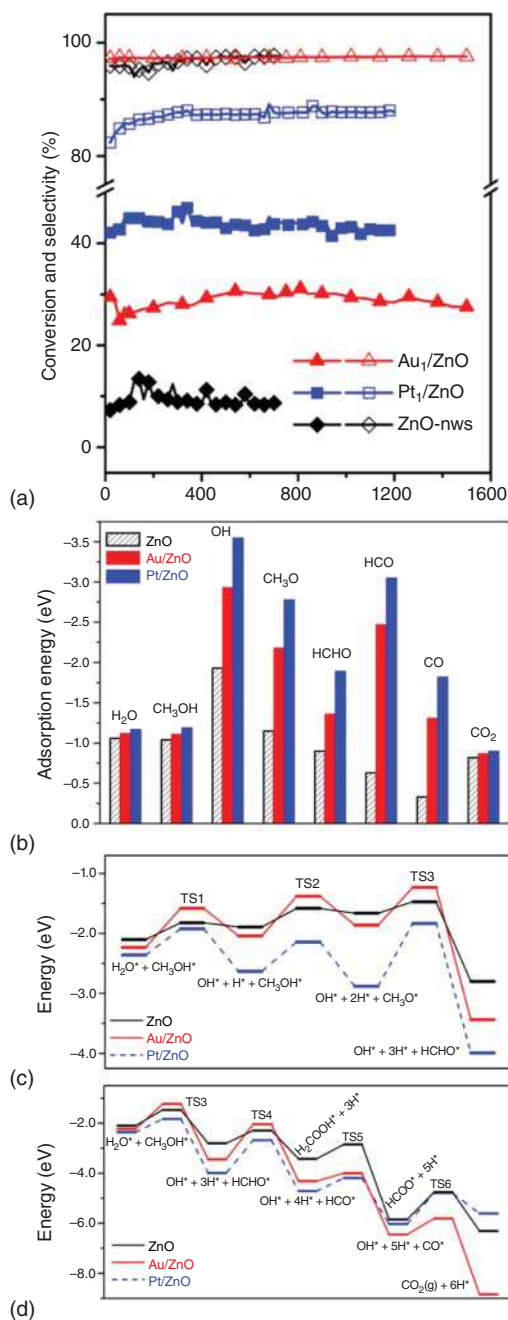 100
80
40
20
0
Conversion and selectivity (%)
Au₁/ZnO
Pt₁/ZnO
ZnO-nws
0 400 800 1200 1600
(a)
−3.5
−3.0
−2.5
−2.0
−1.5
−1.0
−0.5
0.0
Adsorption energy (eV)
ZnO
Au/ZnO
Pt/ZnO
H₂O
CH₃OH
OH
CH₃O
HCHO
HCO
CO
CO₂
(b)
−1.0
−2.0
−3.0
−4.0
Energy (eV)
TS1
TS2
TS3
H₂O* + CH₃OH*
OH* + H* + CH₃OH*
OH* + 2H* + CH₃O*
OH* + 3H* + HCHO*
ZnO
Au/ZnO
Pt/ZnO
(c)
−2.0
−4.0
−6.0
−8.0
Energy (eV)
TS3
TS4
H₂COOH* + 3H*
TS5
H₂O* + CH₃OH*
OH* + 3H* + HCHO*
OH* + 4H* + HCO*
HCOO* + 5H*
TS6
OH* + 5H* + CO*
CO₂(g) + 6H*
ZnO
Au/ZnO
Pt/ZnO
(d)